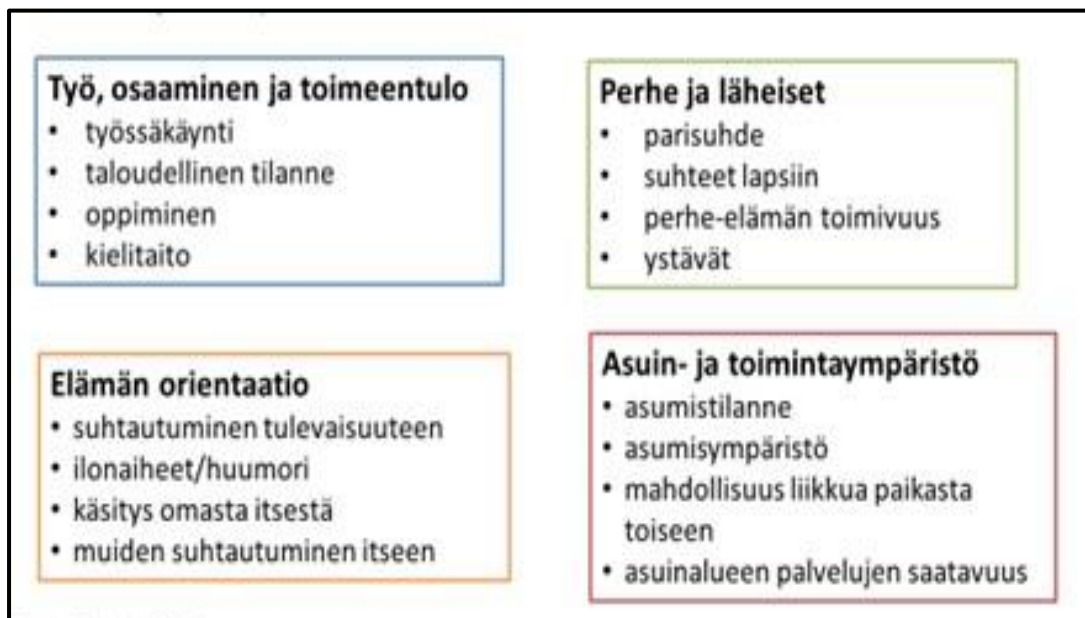 Työ, osaaminen ja toimeentulo
• työssäkäynti
• taloudellinen tilanne
• oppiminen
• kielitaito
Perhe ja läheiset
• parisuhde
• suhteet lapsiin
• perhe-elämän toimivuus
• ystävät
Elämän orientaatio
• suhtautuminen tulevaisuuteen
• ilonaiheet/huumori
• käsitys omasta itsestä
• muiden suhtautuminen itseen
Asuin- ja toimintaympäristö
• asumistilanne
• asumisympäristö
• mahdollisuus liikkua paikasta
toiseen
• asuinalueen palvelujen saatavuus